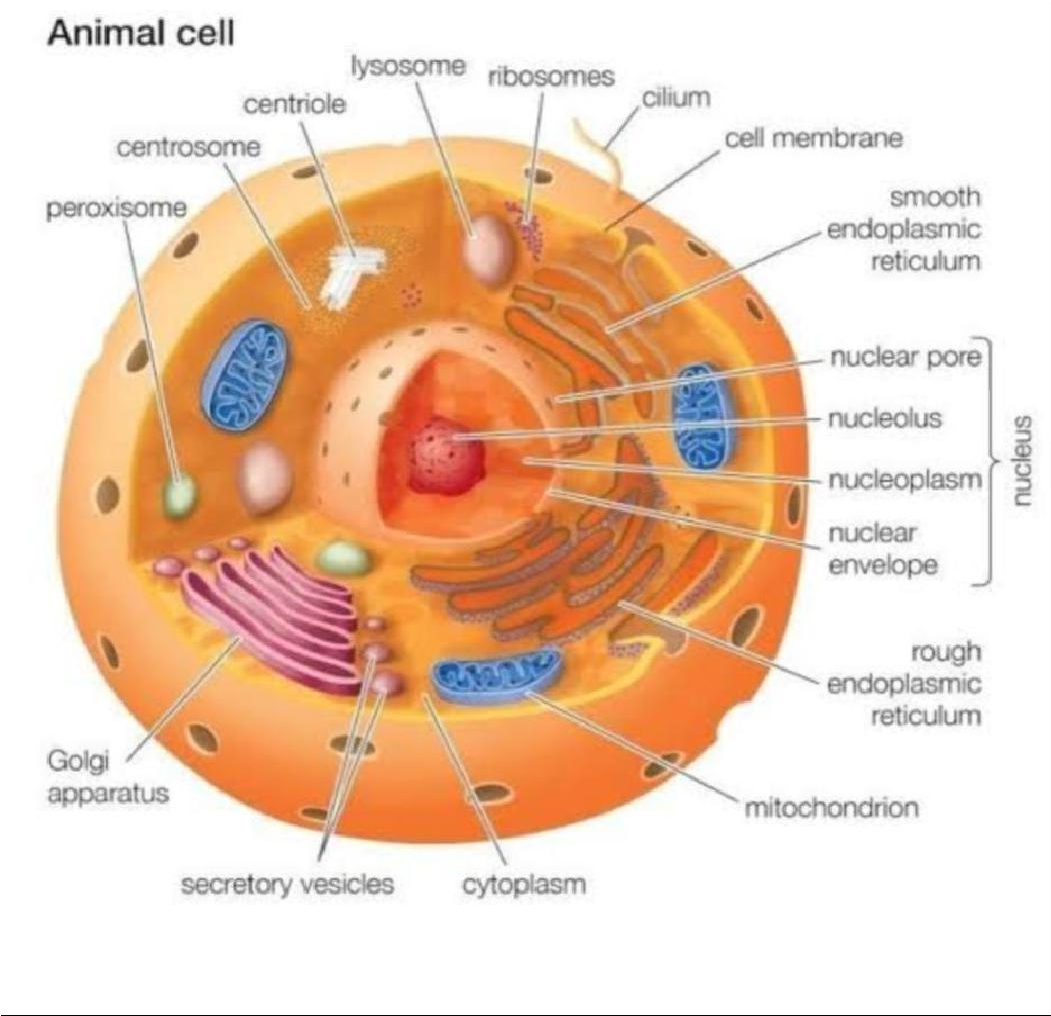 Animal cell
lysosome
ribosomes
centriole
cilium
centrosome
cell membrane
peroxisome
smooth
endoplasmic
reticulum
nuclear pore
nucleolus
nucleoplasm
nuclear
envelope
nucleus
rough
endoplasmic
reticulum
Golgi
apparatus
mitochondrion
secretory vesicles
cytoplasm